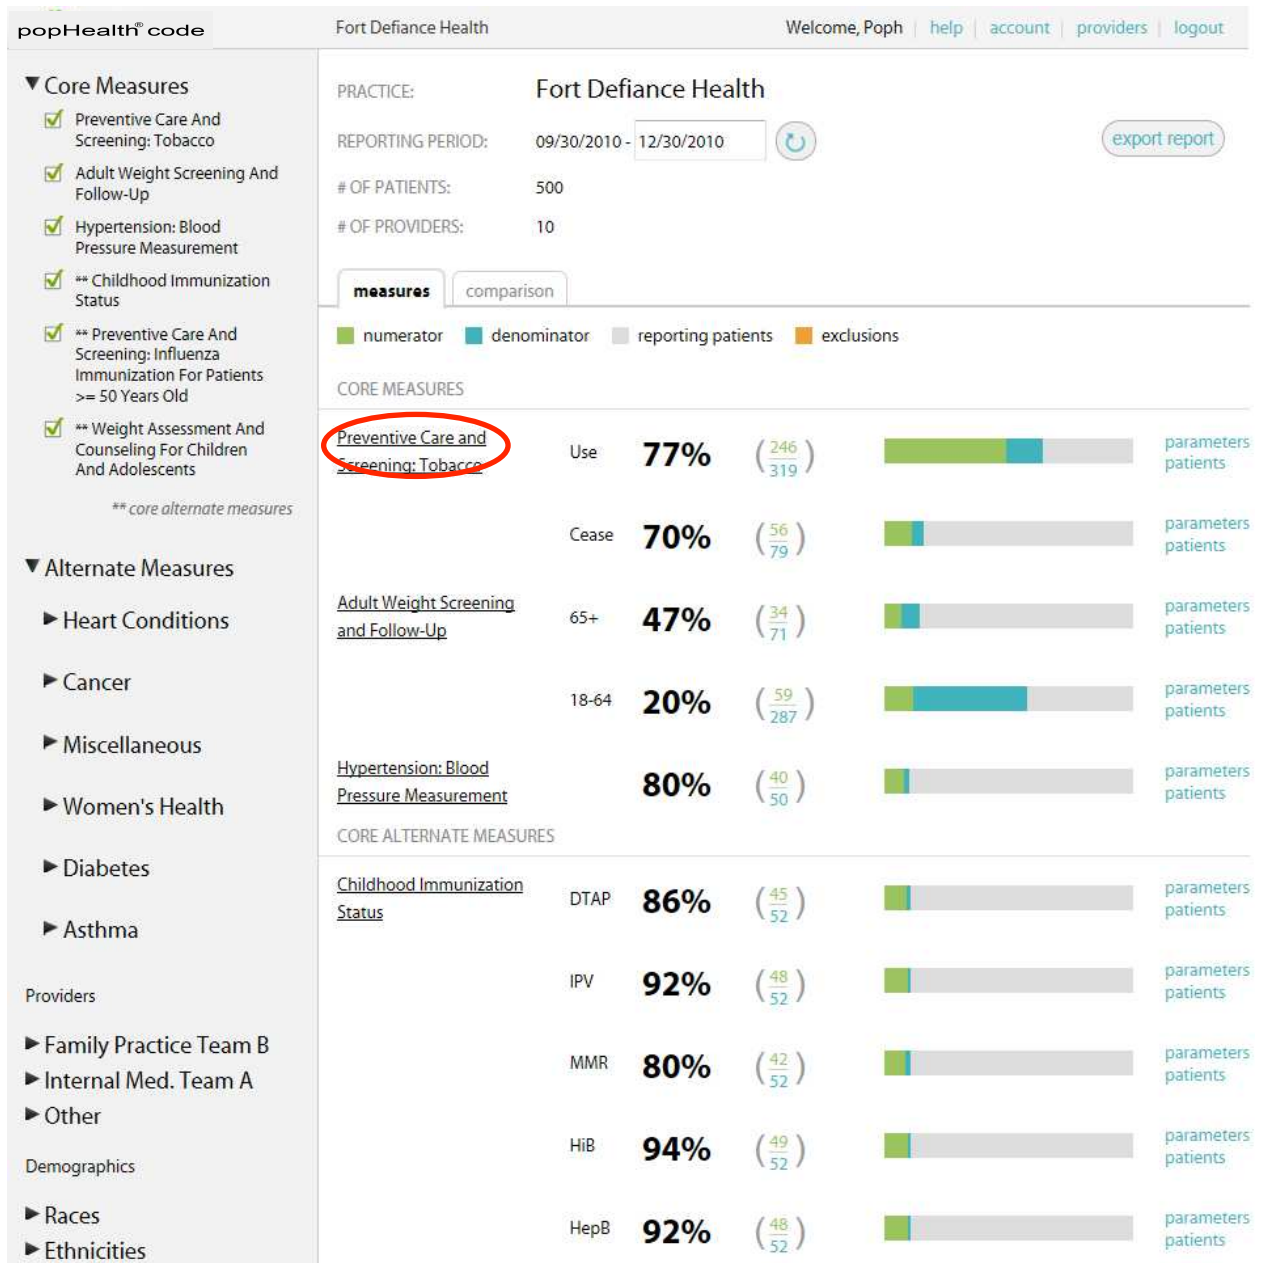 popHealth® code
Fort Defiance Health
Welcome, Poph | help | account | providers | logout
Core Measures
Preventive Care And
Screening: Tobacco
Adult Weight Screening And
Follow-Up
Hypertension: Blood
Pressure Measurement
** Childhood Immunization
Status
** Preventive Care And
Screening: Influenza
Immunization For Patients
>= 50 Years Old
** Weight Assessment And
Counseling For Children
And Adolescents
** core alternate measures
Alternate Measures
Heart Conditions
Cancer
Miscellaneous
Women's Health
Diabetes
Asthma
Providers
Family Practice Team B
Internal Med. Team A
Other
Demographics
Races
Ethnicities
PRACTICE: Fort Defiance Health
REPORTING PERIOD: 09/30/2010 - 12/30/2010
export report
# OF PATIENTS: 500
# OF PROVIDERS: 10
measures comparison
numerator denominator reporting patients exclusions
CORE MEASURES
Preventive Care and
Screening: Tobacco
Use 77% (246/319) parameters
patients
Cease 70% (56/79) parameters
patients
Adult Weight Screening
and Follow-Up
65+ 47% (34/71) parameters
patients
18-64 20% (59/287) parameters
patients
Hypertension: Blood
Pressure Measurement
80% (40/50) parameters
patients
CORE ALTERNATE MEASURES
Childhood Immunization
Status
DTAP 86% (45/52) parameters
patients
IPV 92% (48/52) parameters
patients
MMR 80% (42/52) parameters
patients
HiB 94% (49/52) parameters
patients
HepB 92% (48/52) parameters
patients